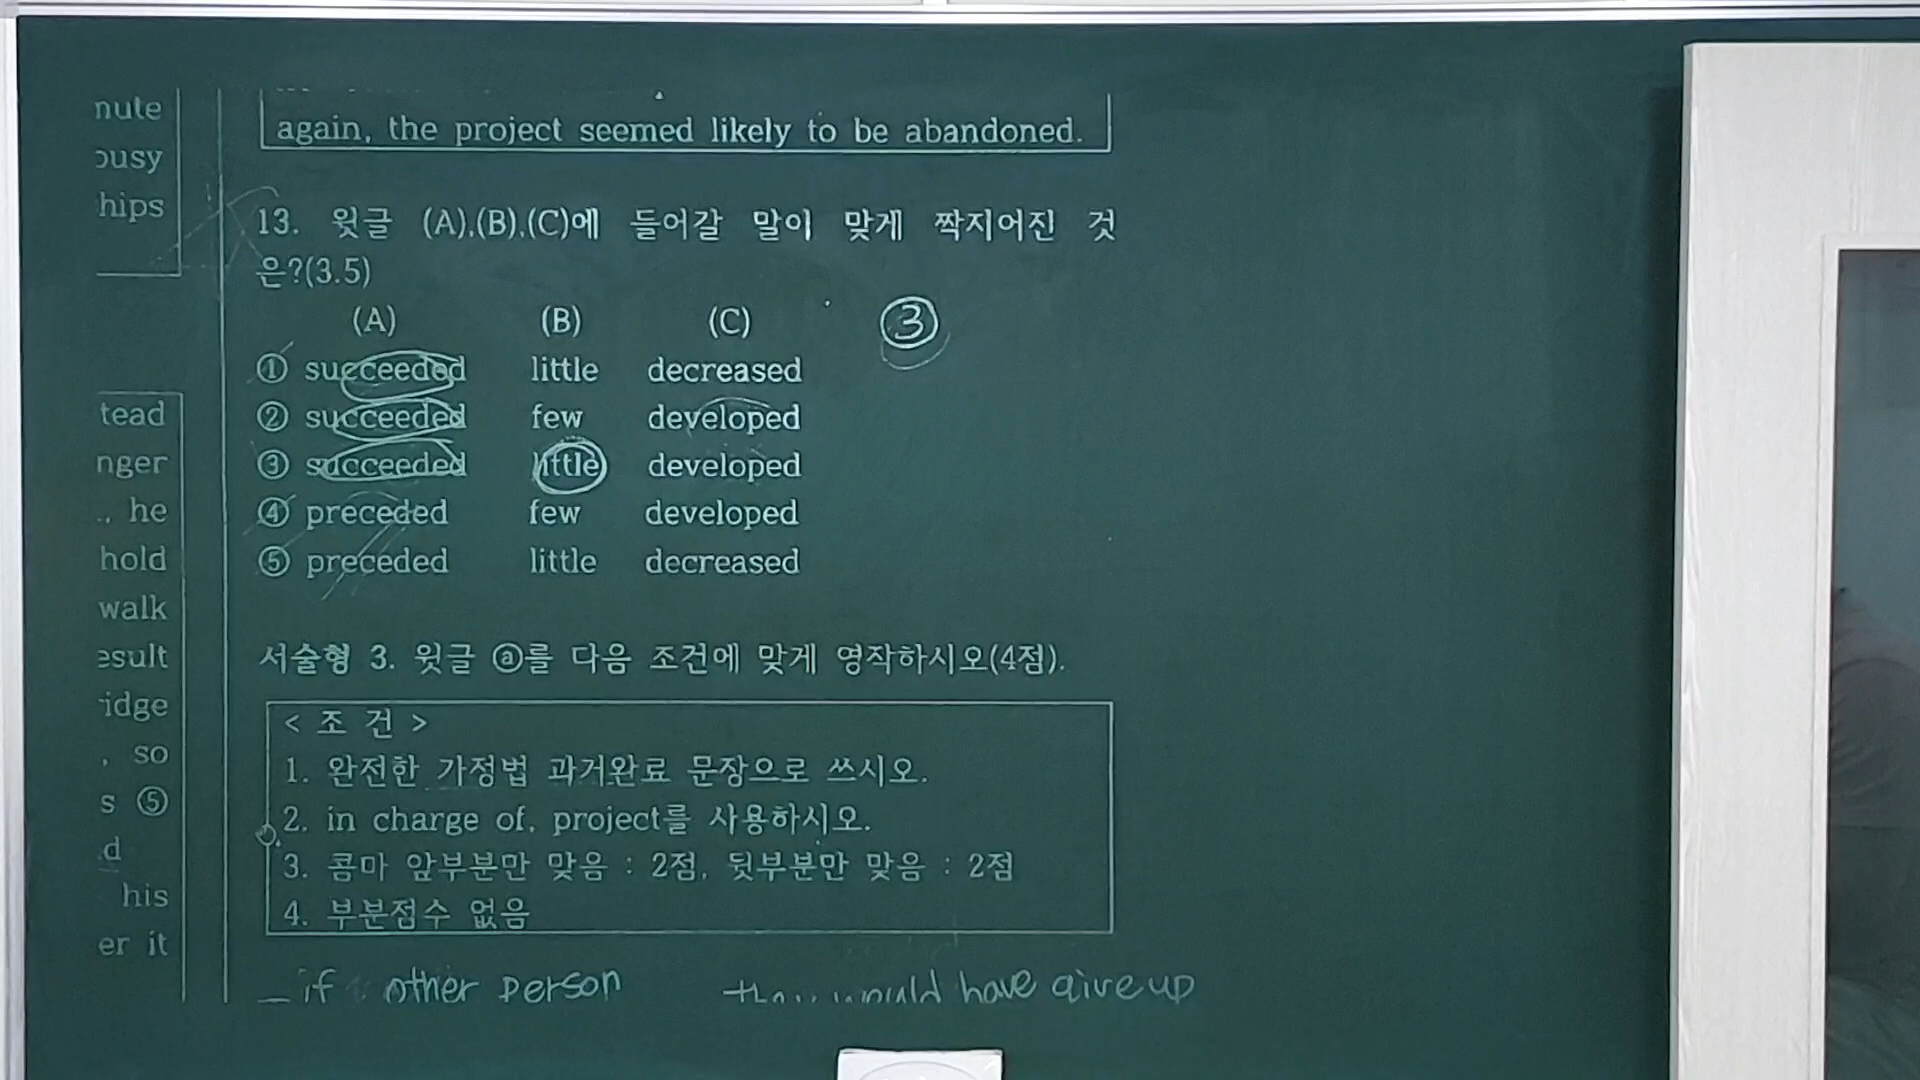 nute
ousy
hips
tead
nger
., he
hold
walk
esult
idge
, so
s ⑤
d
his
er it
again, the project seemed likely to be abandoned.
13. 윗글 (A),(B),(C)에 들어갈 말이 맞게 짝지어진 것
은?(3.5)
(A) (B) (C) ③
① succeeded little decreased
② succeeded few developed
③ succeeded little developed
④ preceded few developed
⑤ preceded little decreased
서술형 3. 윗글 ⓐ를 다음 조건에 맞게 영작하시오(4점).
< 조 건 >
1. 완전한 가정법 과거완료 문장으로 쓰시오.
2. in charge of, project를 사용하시오.
3. 콤마 앞부분만 맞음 : 2점, 뒷부분만 맞음 : 2점
4. 부분점수 없음
if other person they would have give up